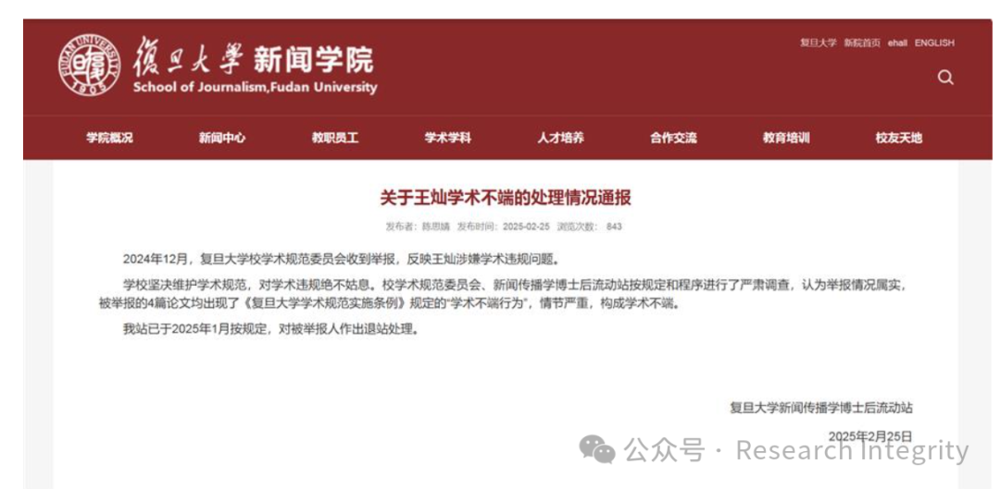 复旦大学 新院首页 ehall ENGLISH
復旦大學 新闻学院
School of Journalism,Fudan University
学院概况 新闻中心 教职员工 学术学科 人才培养 合作交流 教育培训 校友天地
关于王灿学术不端的处理情况通报
发布者：陈思婧 发布时间：2025-02-25 浏览次数：843
2024年12月，复旦大学校学术规范委员会收到举报，反映王灿涉嫌学术违规问题。
学校坚决维护学术规范，对学术违规绝不姑息。校学术规范委员会、新闻传播学博士后流动站按规定和程序进行了严肃调查，认为举报情况属实，
被举报的4篇论文均出现了《复旦大学学术规范实施条例》规定的“学术不端行为”，情节严重，构成学术不端。
我站已于2025年1月按规定，对被举报人作出退站处理。
复旦大学新闻传播学博士后流动站
2025年2月25日
公众号 · Research Integrity